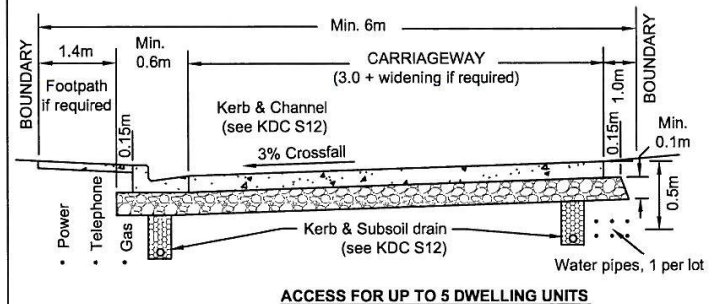 Min. 6m
BOUNDARY
1.4m
Min.
0.6m
CARRIAGEWAY
(3.0 + widening if required)
1.0m
BOUNDARY
Footpath
if required
0.15m
Kerb & Channel
(see KDC S12)
3% Crossfall
0.15m
Min.
0.1m
0.5m
• Power
• Telephone
• Gas
Kerb & Subsoil drain
(see KDC S12)
Water pipes, 1 per lot
ACCESS FOR UP TO 5 DWELLING UNITS